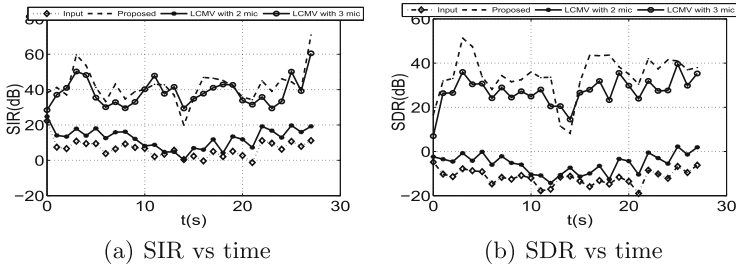 Input Proposed LCMV with 2 mic LCMV with 3 mic
80
60
40
20
0
−20
0 10 20 30
SIR(dB)
t(s)
(a) SIR vs time
Input Proposed LCMV with 2 mic LCMV with 3 mic
60
40
20
0
−20
0 10 20 30
SDR(dB)
t(s)
(b) SDR vs time